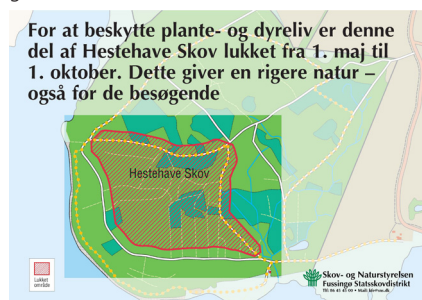 For at beskytte plante- og dyreliv er denne
del af Hestehave Skov lukket fra 1. maj til
1. oktober. Dette giver en rigere natur –
også for de besøgende
Hestehave Skov
Lukket
område
Skov- og Naturstyrelsen
Fussingø Statsskovdistrikt